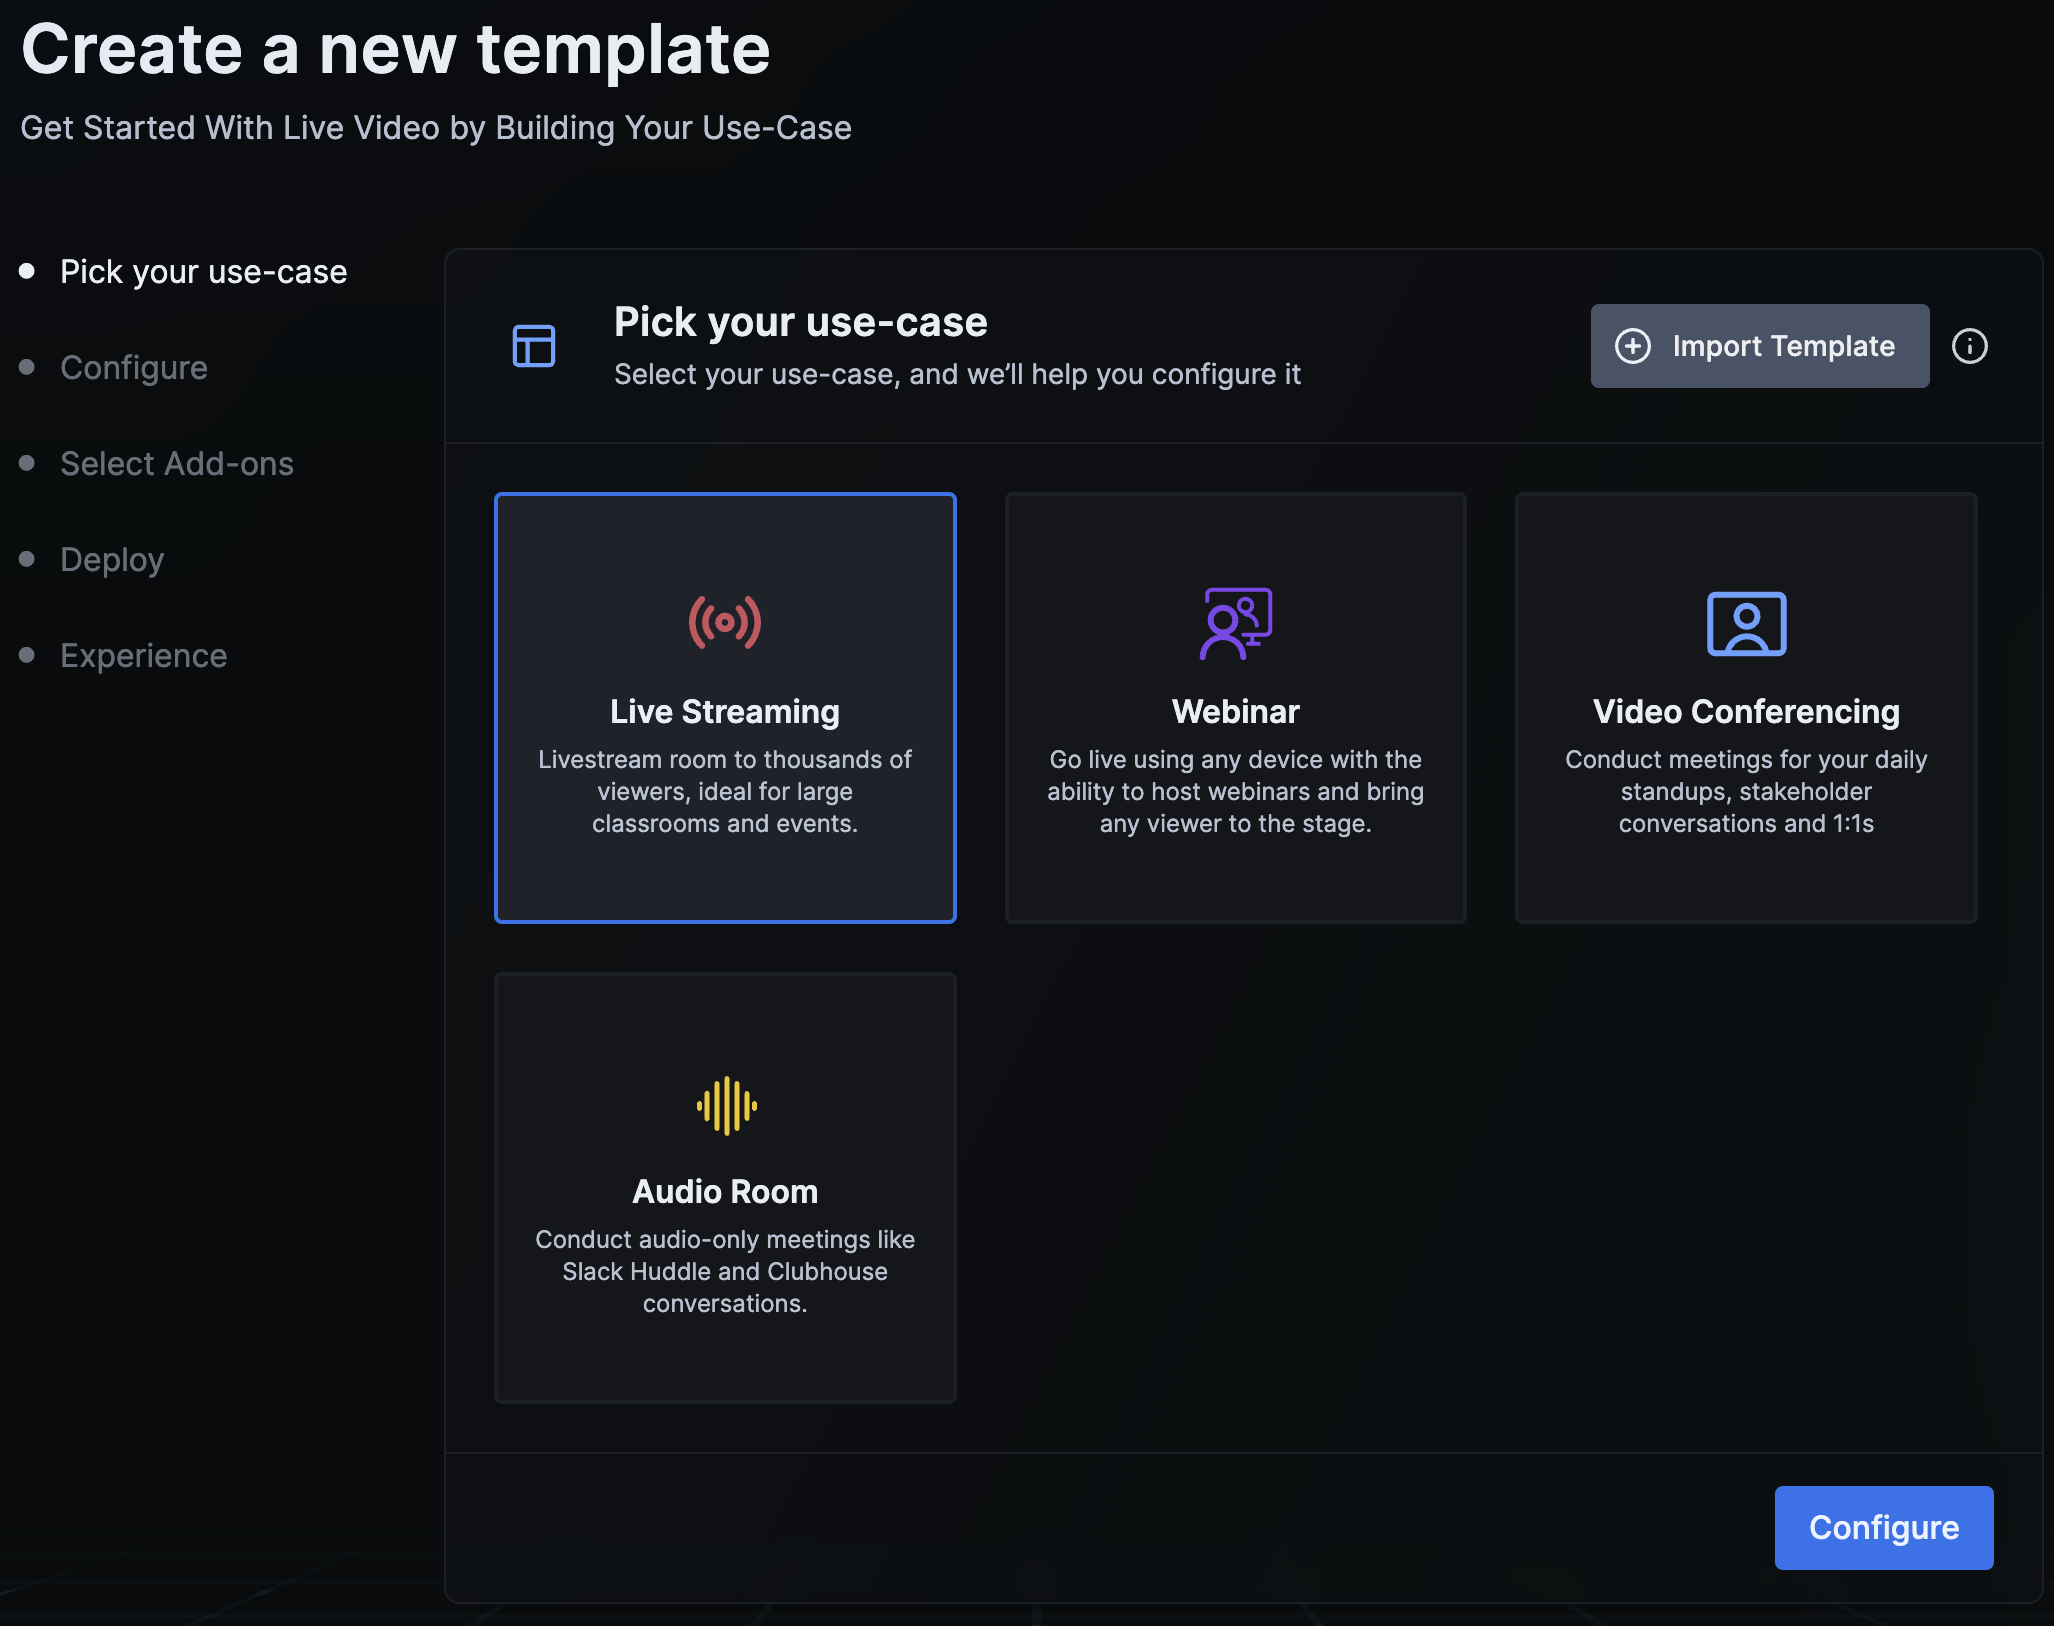 Create a new template
Get Started With Live Video by Building Your Use-Case
Pick your use-case
Configure
Select Add-ons
Deploy
Experience
Pick your use-case
Select your use-case, and we’ll help you configure it
Import Template
Live Streaming
Livestream room to thousands of
viewers, ideal for large
classrooms and events.
Webinar
Go live using any device with the
ability to host webinars and bring
any viewer to the stage.
Video Conferencing
Conduct meetings for your daily
standups, stakeholder
conversations and 1:1s
Audio Room
Conduct audio-only meetings like
Slack Huddle and Clubhouse
conversations.
Configure